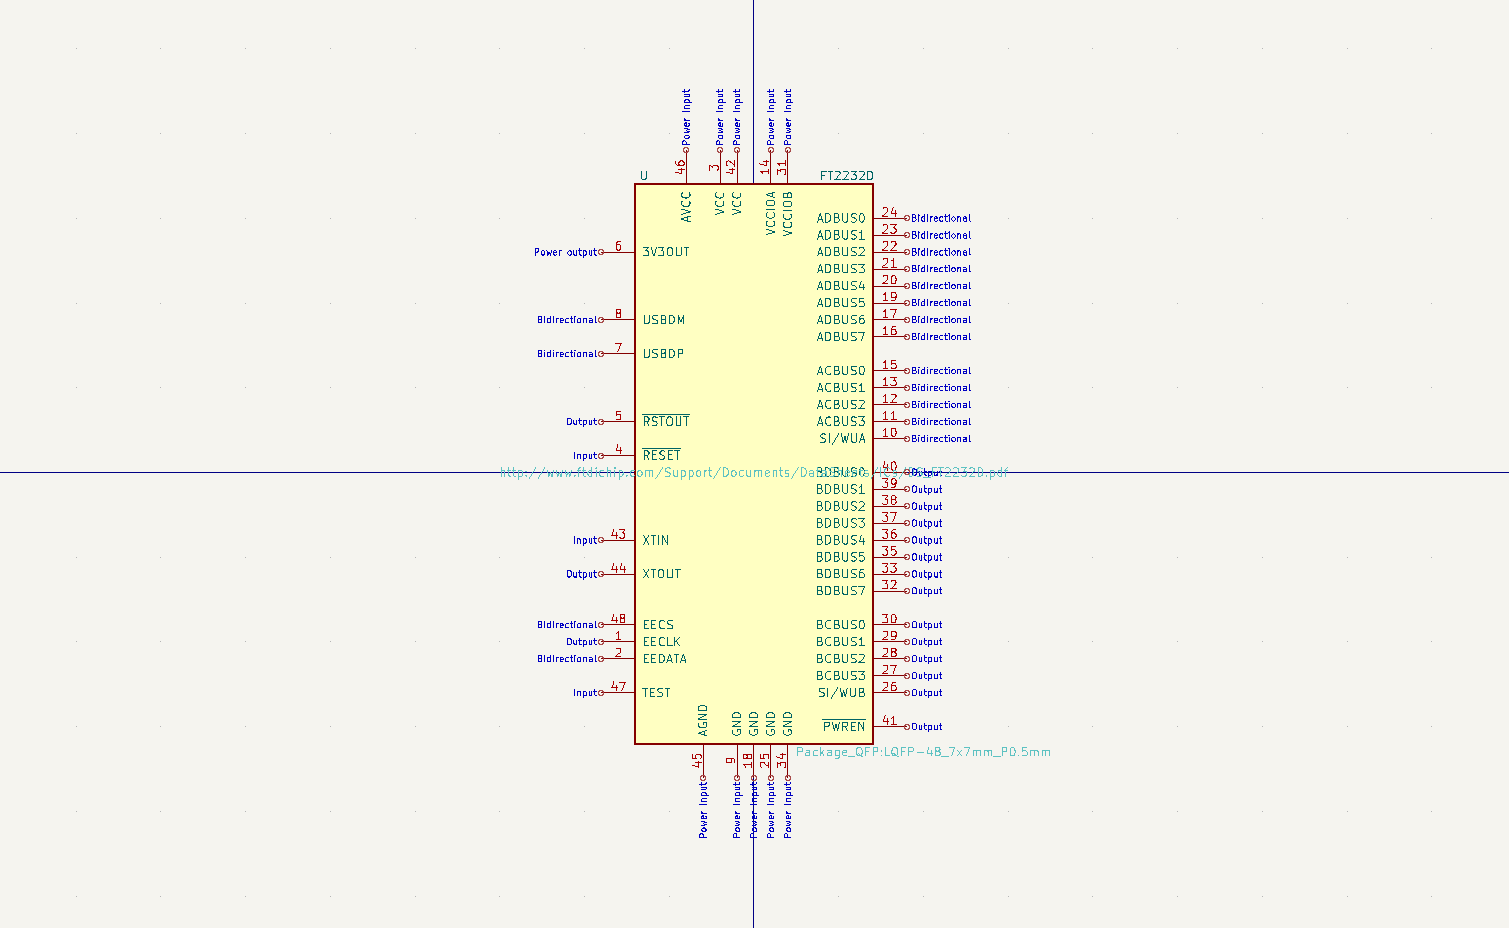 Power Input Power Input Power Input Power Input Power Input
46 3 42 14 31
U FT2232D
AVCC VCC VCC VCCIOA VCCIOB
24 ADBUS0 Bidirectional
23 ADBUS1 Bidirectional
Power output 6 3V3OUT ADBUS2 22 Bidirectional
ADBUS3 21 Bidirectional
ADBUS4 20 Bidirectional
ADBUS5 19 Bidirectional
Bidirectional 8 USBDM ADBUS6 17 Bidirectional
ADBUS7 16 Bidirectional
Bidirectional 7 USBDP
ACBUS0 15 Bidirectional
ACBUS1 13 Bidirectional
ACBUS2 12 Bidirectional
Output 5 RSTOUT ACBUS3 11 Bidirectional
SI/WUA 10 Bidirectional
Input 4 RESET
http://www.ftdichip.com/Support/Documents/DataSheets/ICs/DS_FT2232D.pdf
BDBUS0 40 Output
BDBUS1 39 Output
BDBUS2 38 Output
BDBUS3 37 Output
Input 43 XTIN BDBUS4 36 Output
BDBUS5 35 Output
Output 44 XTOUT BDBUS6 33 Output
BDBUS7 32 Output
Bidirectional 48 EECS BCBUS0 30 Output
Output 1 EECLK BCBUS1 29 Output
Bidirectional 2 EEDATA BCBUS2 28 Output
BCBUS3 27 Output
Input 47 TEST SI/WUB 26 Output
PWREN 41 Output
AGND GND GND GND GND
Package_QFP:LQFP-48_7x7mm_P0.5mm
45 9 18 25 34
Power Input Power Input Power Input Power Input Power Input